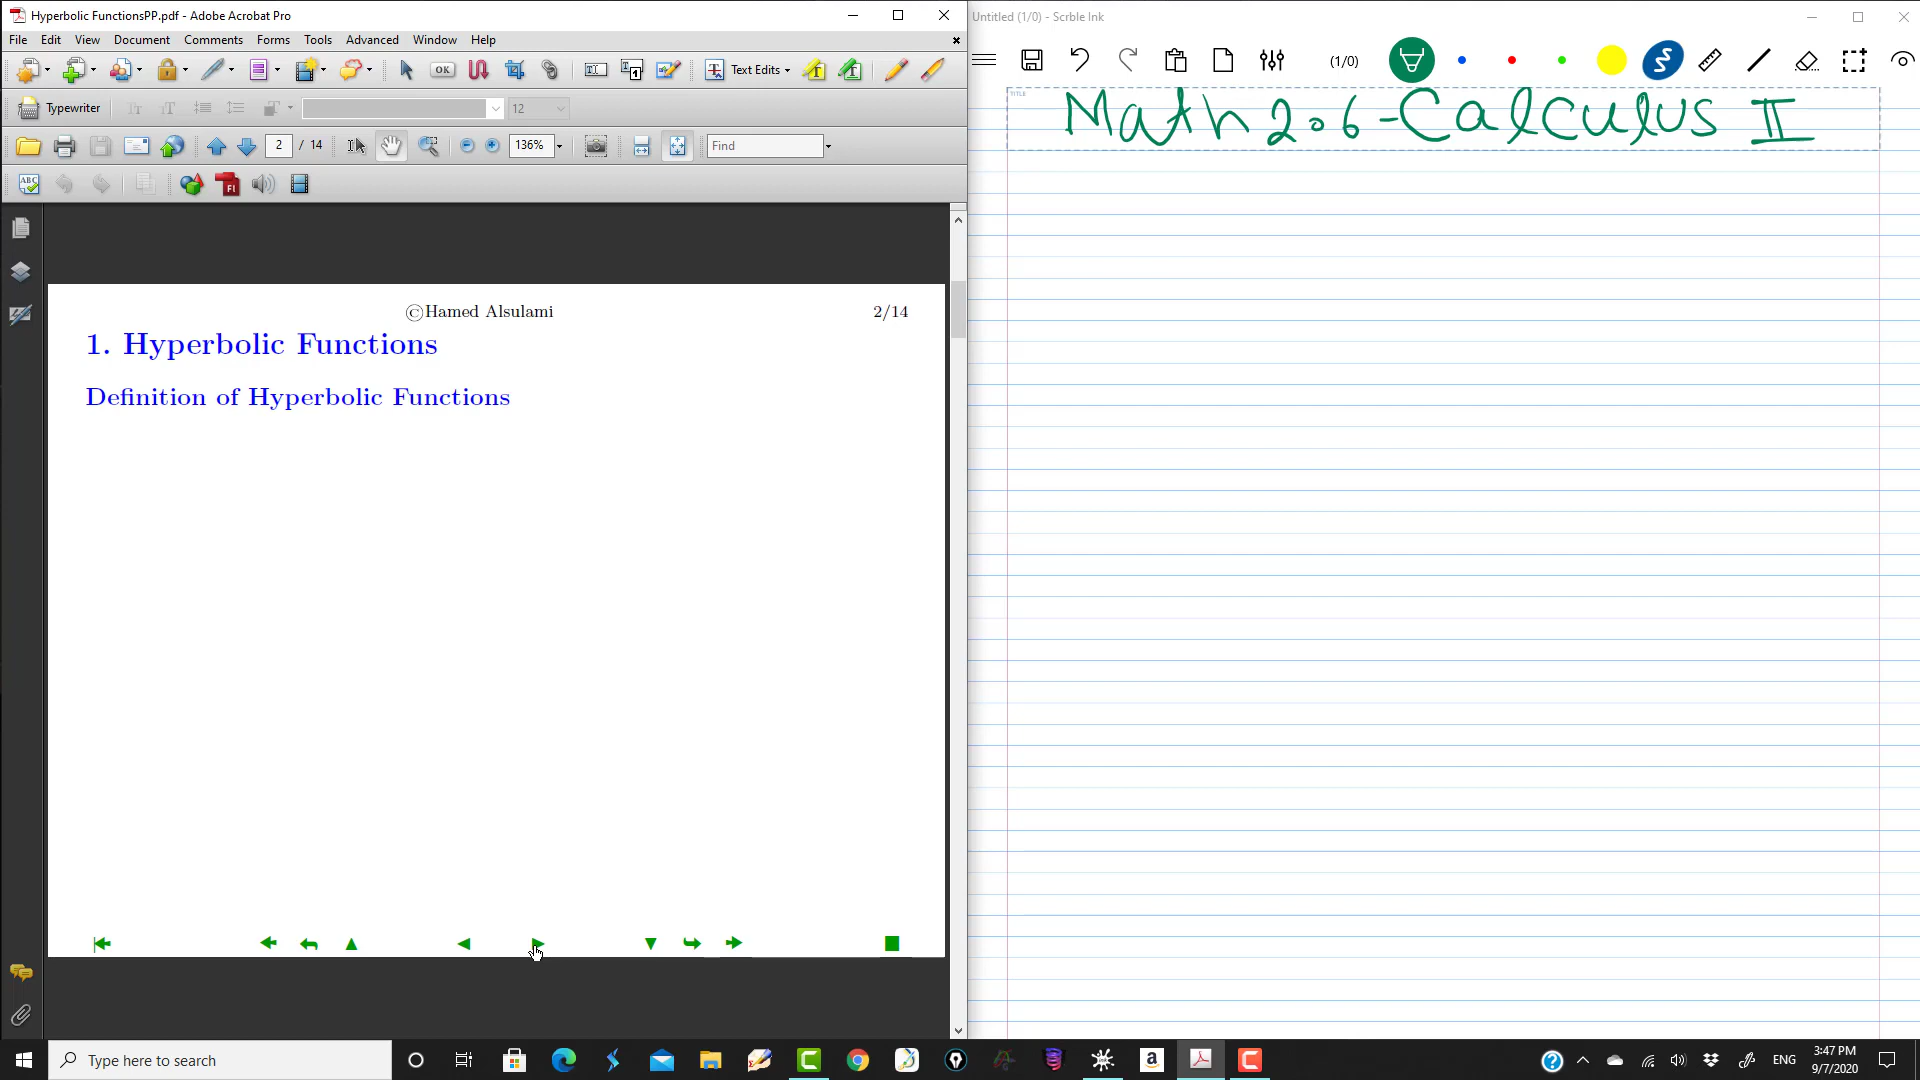 Hyperbolic FunctionsPP.pdf - Adobe Acrobat Pro
File Edit View Document Comments Forms Tools Advanced Window Help
OK Text Edits
Typewriter 12
2 / 14 136% Find
©Hamed Alsulami 2/14
1. Hyperbolic Functions
Definition of Hyperbolic Functions
Untitled (1/0) - Scrble Ink
(1/0)
TITLE
Math 206 - Calculus II
Type here to search
ENG
3:47 PM
9/7/2020